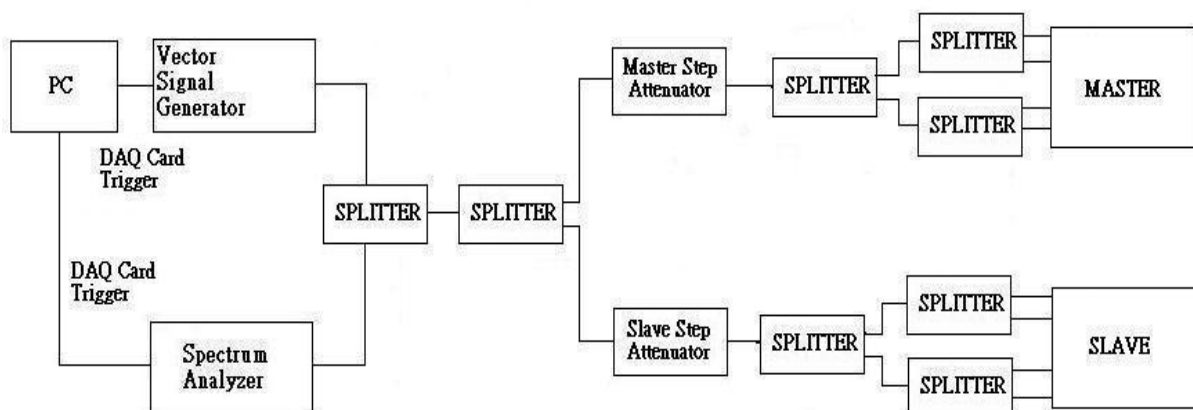 PC
Vector
Signal
Generator
DAQ Card
Trigger
DAQ Card
Trigger
Spectrum
Analyzer
SPLITTER
SPLITTER
Master Step
Attenuator
SPLITTER
SPLITTER
SPLITTER
MASTER
Slave Step
Attenuator
SPLITTER
SPLITTER
SPLITTER
SLAVE